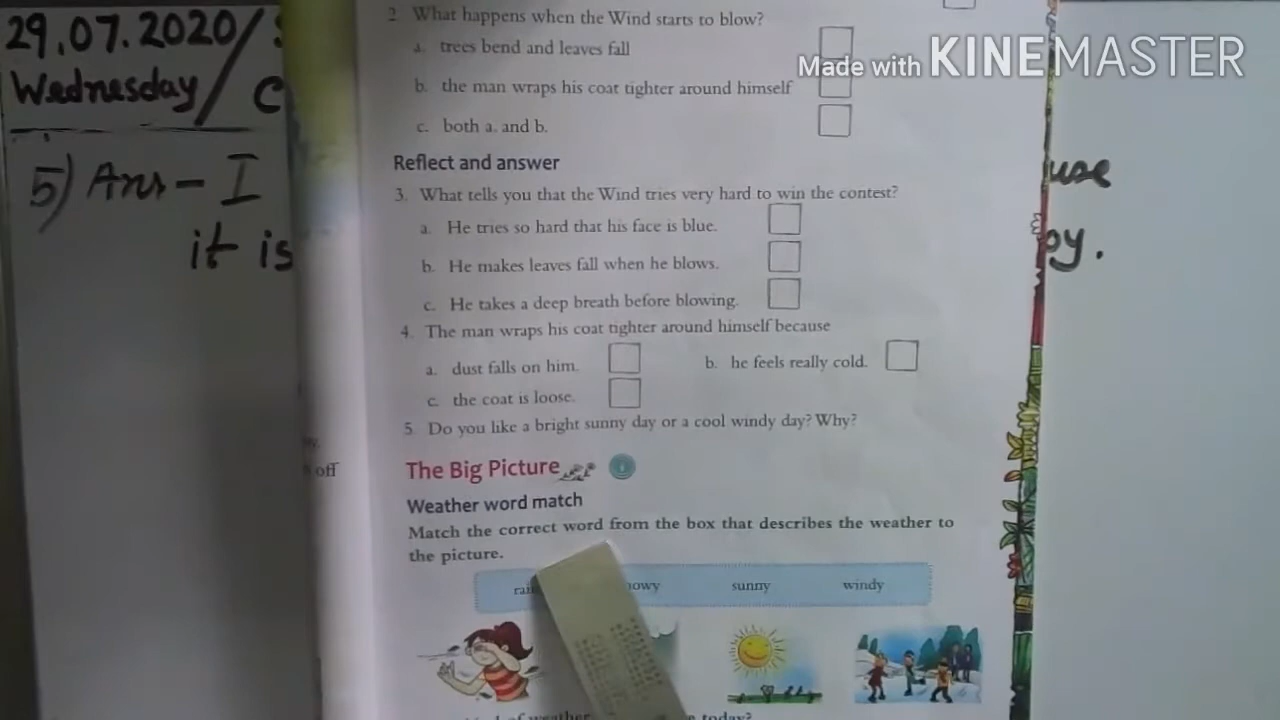 29.07.2020/
Wednesday/ C
5) Ans - I
it is
use
py.
Made with KINEMASTER
off
2 What happens when the Wind starts to blow?
a. trees bend and leaves fall
b. the man wraps his coat tighter around himself
c. both a. and b.
Reflect and answer
3. What tells you that the Wind tries very hard to win the contest?
a. He tries so hard that his face is blue.
b. He makes leaves fall when he blows.
c. He takes a deep breath before blowing.
4. The man wraps his coat tighter around himself because
a. dust falls on him. b. he feels really cold.
c. the coat is loose.
5. Do you like a bright sunny day or a cool windy day? Why?
The Big Picture
Weather word match
Match the correct word from the box that describes the weather to
the picture.
sunny windy
of weather today?